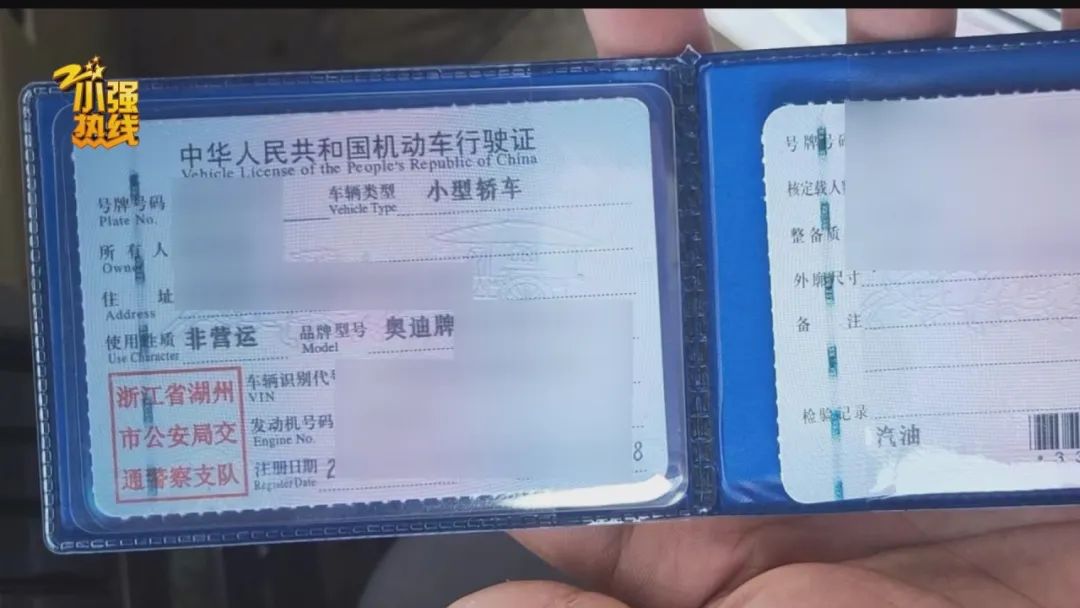 小强
热线
中华人民共和国机动车行驶证
Vehicle License of the People's Republic of China
号牌号码
Plate No.
车辆类型 小型轿车
Vehicle Type
所有人
Owner
住址
Address
使用性质 非营运
Use Character
品牌型号 奥迪牌
Model
浙江省湖州
市公安局交
通警察支队
车辆识别代号
VIN
发动机号码
Engine No.
注册日期 2 8
Register Date
号牌号码
核定载人
整备质
外廓尺寸
备注
检验记录
汽油